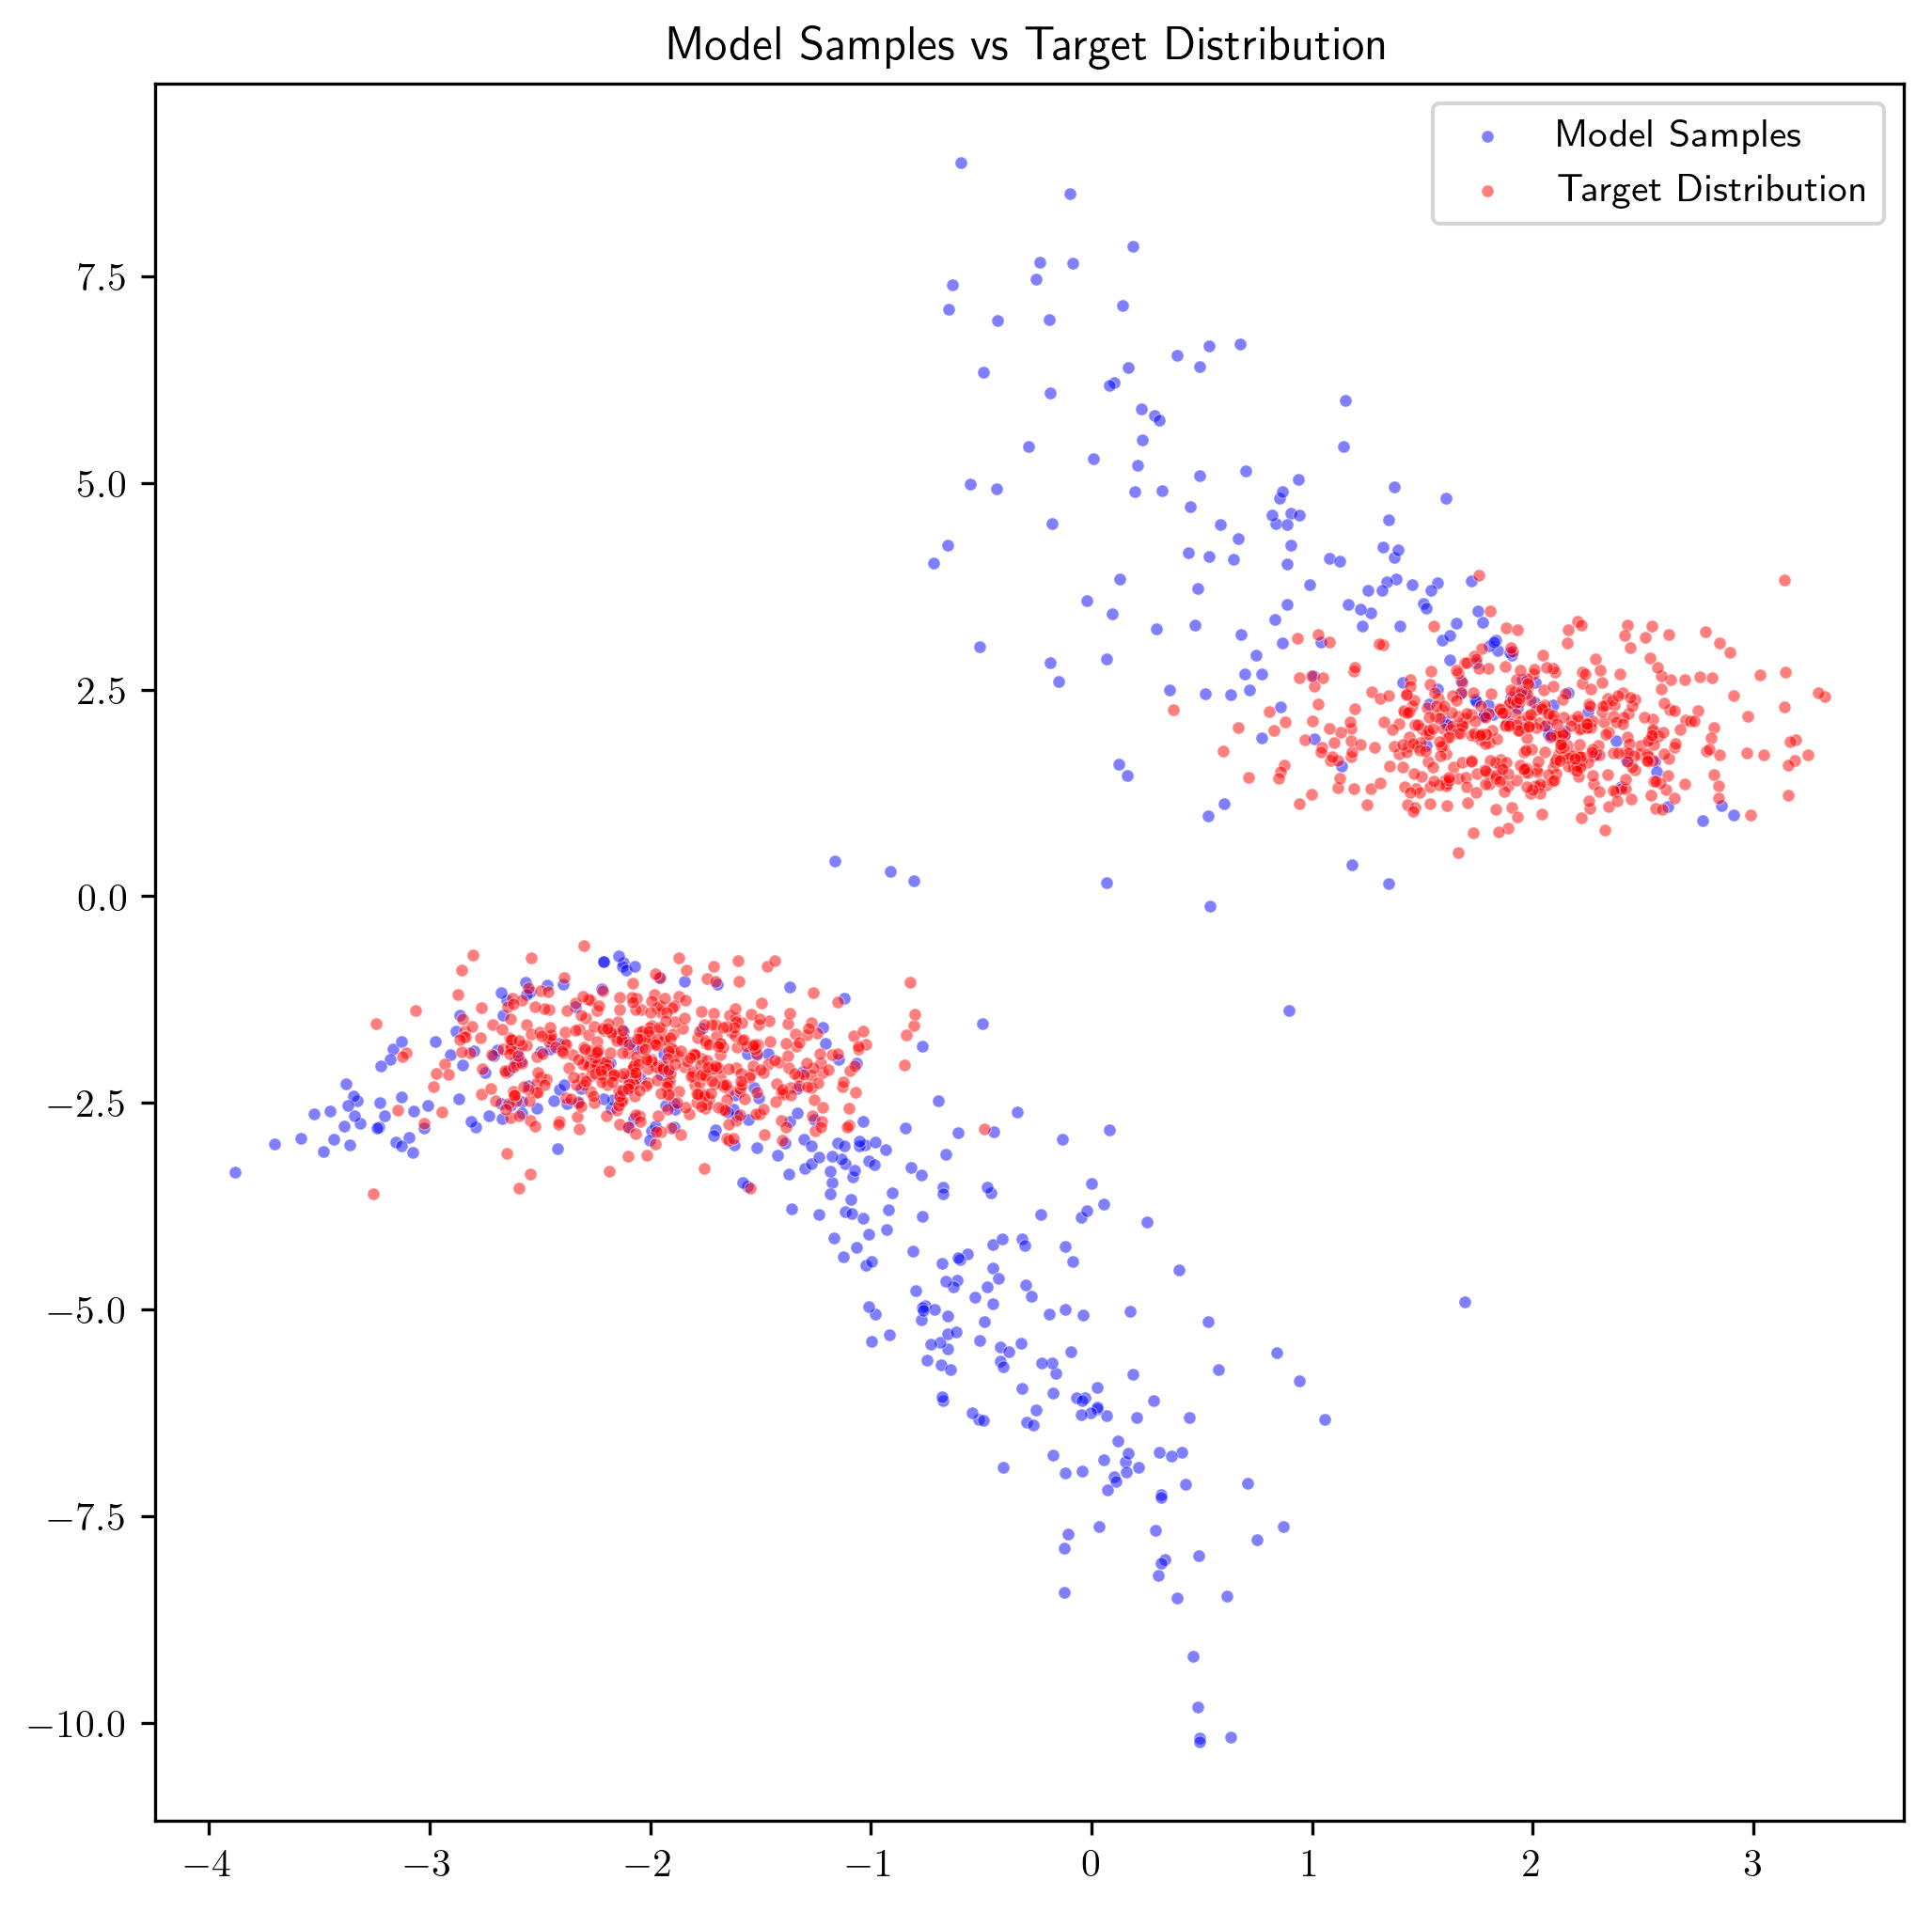 Model Samples vs Target Distribution
Model Samples
Target Distribution
7.5
5.0
2.5
0.0
−2.5
−5.0
−7.5
−10.0
−4 −3 −2 −1 0 1 2 3